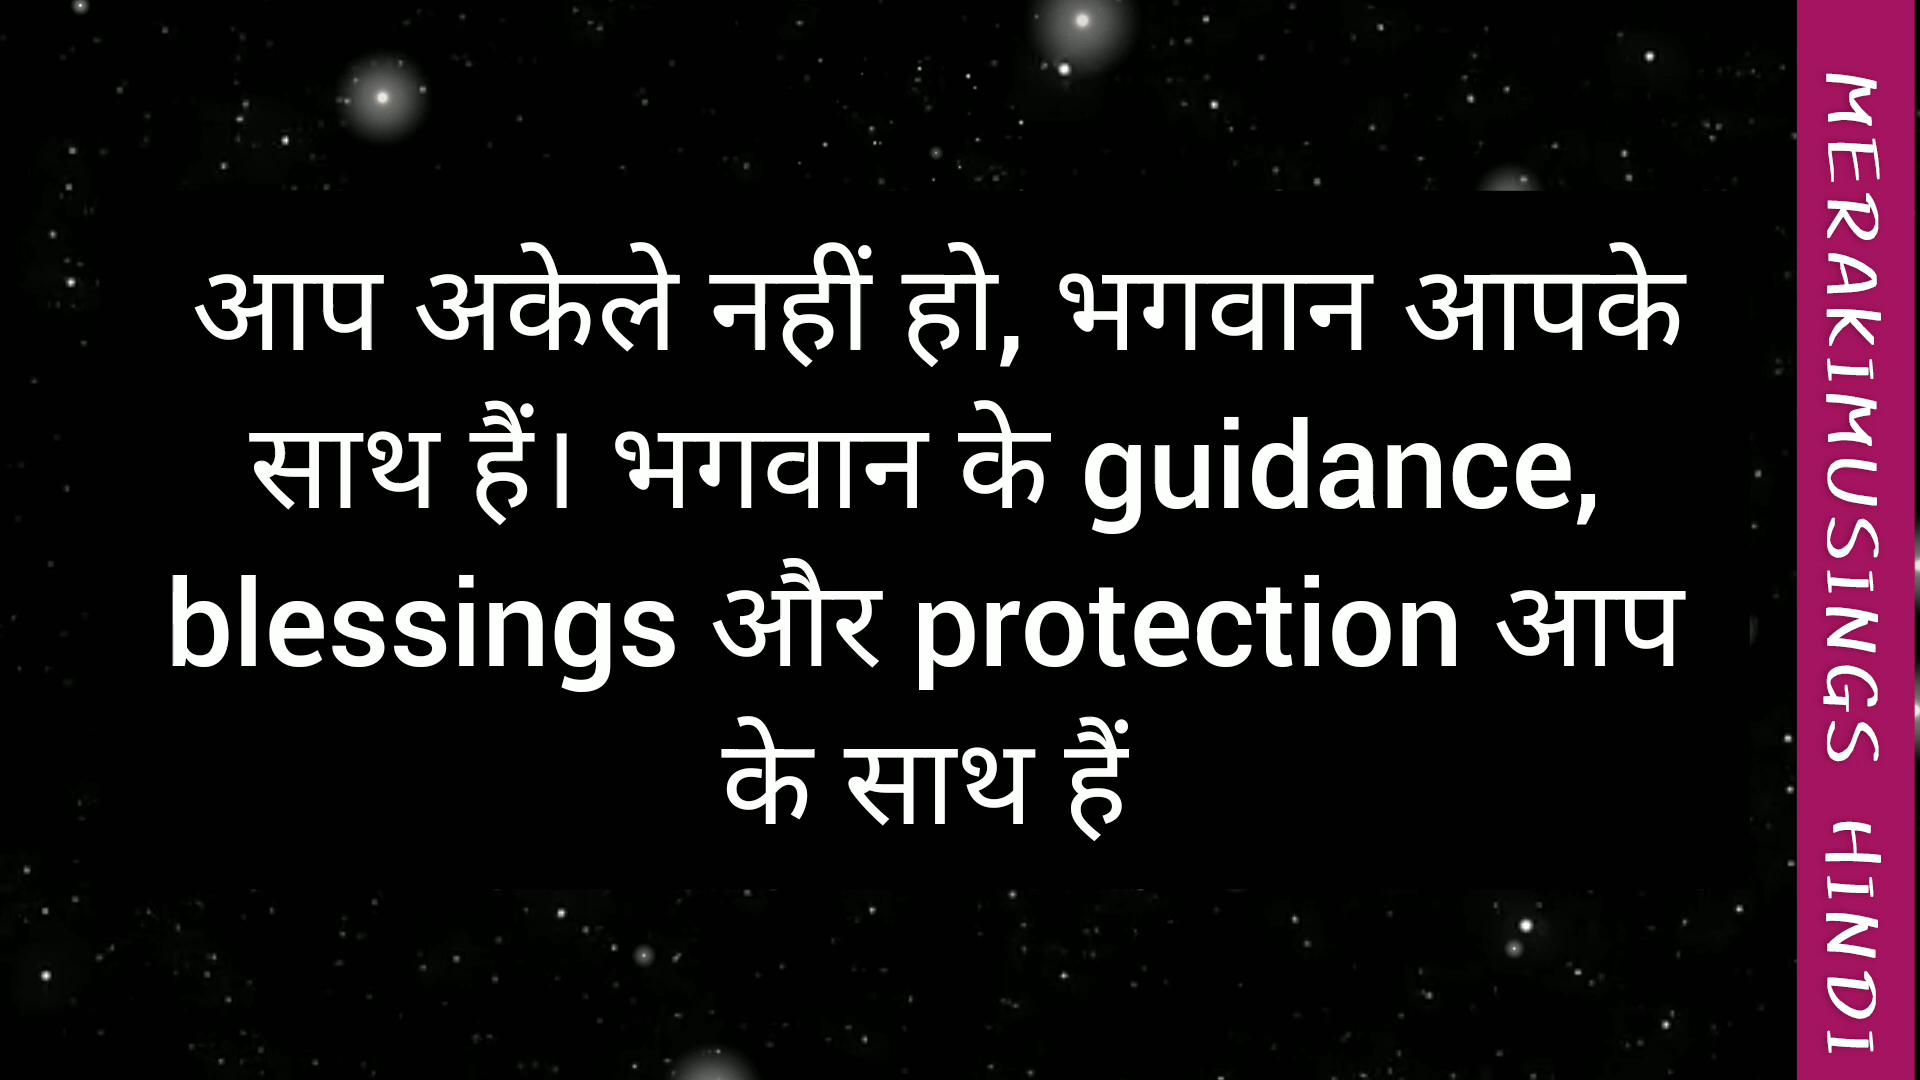 आप अकेले नहीं हो, भगवान आपके
साथ हैं। भगवान के guidance,
blessings और protection आप
के साथ हैं
MERAKIMUSINGS HINDI